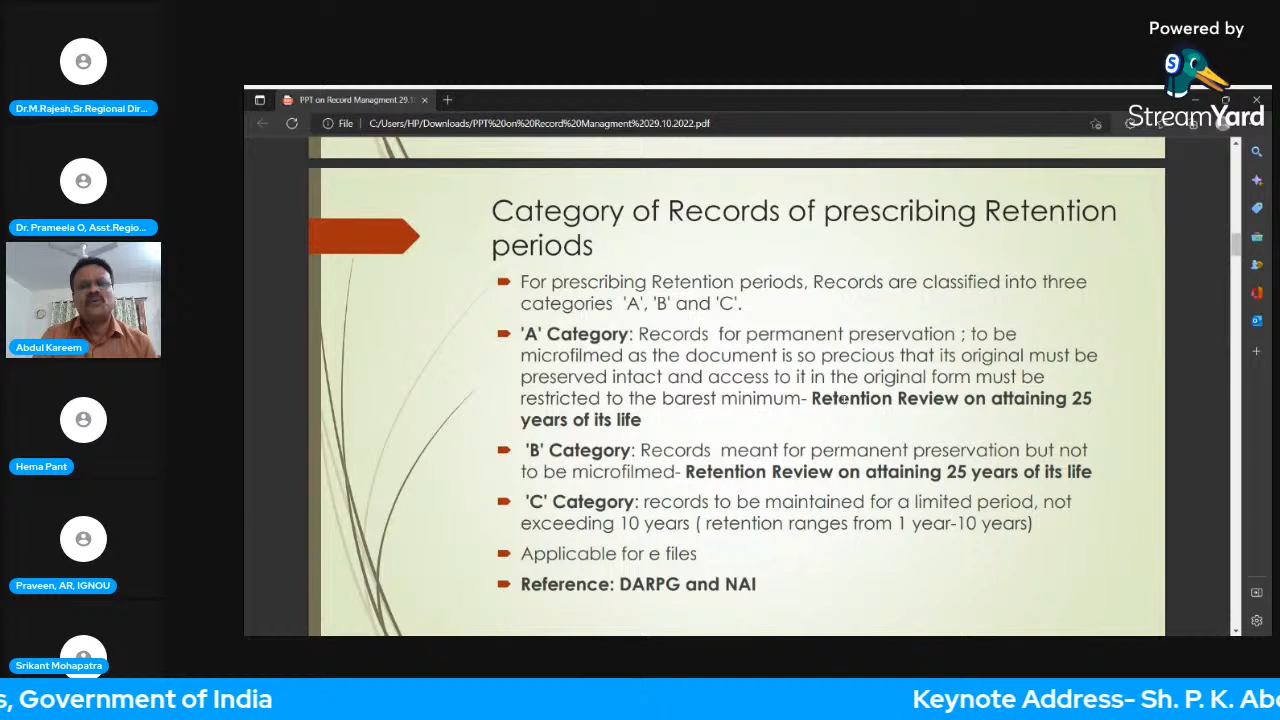 Powered by
StreamYard
Dr.M.Rajesh,Sr.Regional Dir...
Dr. Prameela O, Asst.Regio...
Abdul Kareem
Hema Pant
Praveen, AR, IGNOU
Srikant Mohapatra
PPT on Record Managment 29.1
File
C:/Users/HP/Downloads/PPT%20on%20Record%20Managment%2029.10.2022.pdf
Category of Records of prescribing Retention
periods
For prescribing Retention periods, Records are classified into three
categories 'A', 'B' and 'C'.
'A' Category: Records for permanent preservation ; to be
microfilmed as the document is so precious that its original must be
preserved intact and access to it in the original form must be
restricted to the barest minimum- Retention Review on attaining 25
years of its life
'B' Category: Records meant for permanent preservation but not
to be microfilmed- Retention Review on attaining 25 years of its life
'C' Category: records to be maintained for a limited period, not
exceeding 10 years ( retention ranges from 1 year-10 years)
Applicable for e files
Reference: DARPG and NAI
s, Government of India
Keynote Address- Sh. P. K. Abd